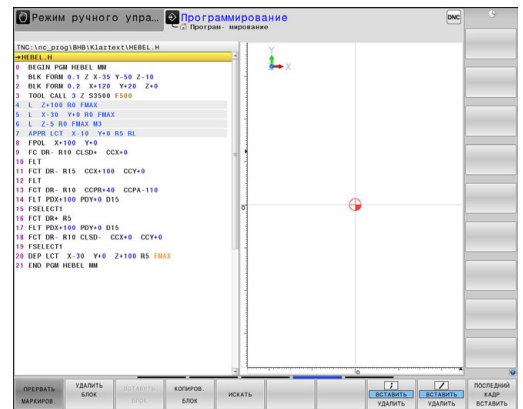 Режим ручного упра…
Программирование
Програм- мирование
DNC
TNC:\nc_prog\BHB\Klartext\HEBEL.H
→HEBEL.H
0 BEGIN PGM HEBEL MM
1 BLK FORM 0.1 Z X-35 Y-50 Z-10
2 BLK FORM 0.2 X+120 Y+20 Z+0
3 TOOL CALL 3 Z S3500 F500
4 L Z+100 R0 FMAX
5 L X-30 Y+0 R0 FMAX
6 L Z-5 R0 FMAX M3
7 APPR LCT X-10 Y+0 R5 RL
8 FPOL X+100 Y+0
9 FC DR- R10 CLSD+ CCX+0
10 FLT
11 FCT DR- R15 CCX+100 CCY+0
12 FLT
13 FCT DR- R10 CCPR+40 CCPA-110
14 FLT PDX+100 PDY+0 D15
15 FSELECT1
16 FCT DR+ R5
17 FLT PDX+100 PDY+0 D15
18 FCT DR- R10 CLSD- CCX+0 CCY+0
19 FSELECT1
20 DEP LCT X-30 Y+0 Z+100 R5 FMAX
21 END PGM HEBEL MM
Y
X
0
0
ПРЕРВАТЬ
МАРКИРОВ.
УДАЛИТЬ
БЛОК
ВСТАВИТЬ
БЛОК
КОПИРОВ.
БЛОК
ИСКАТЬ
ВСТАВИТЬ
УДАЛИТЬ
ВСТАВИТЬ
УДАЛИТЬ
ПОСЛЕДНИЙ
КАДР
ВСТАВИТЬ